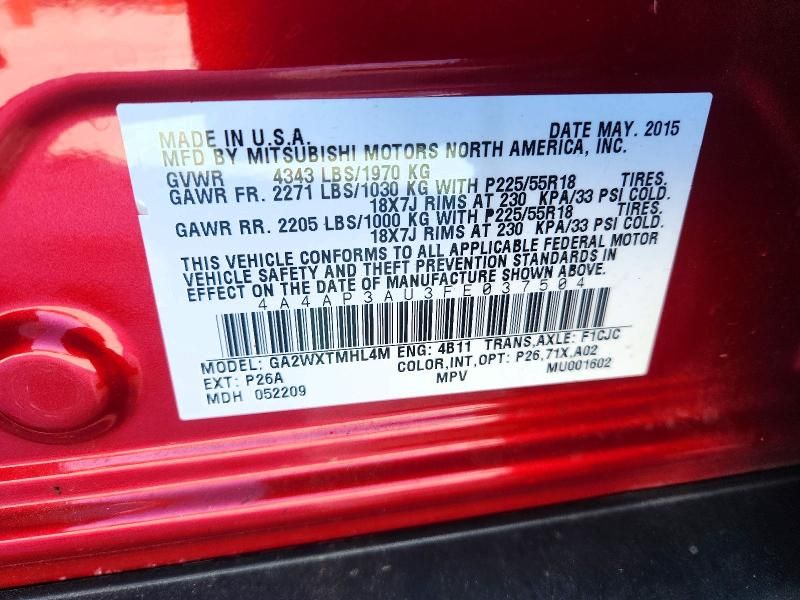 MADE IN U.S.A. DATE MAY. 2015
MFD BY MITSUBISHI MOTORS NORTH AMERICA, INC.
GVWR 4343 LBS/1970 KG
GAWR FR. 2271 LBS/1030 KG WITH P225/55R18 TIRES.
18X7J RIMS AT 230 KPA/33 PSI COLD.
GAWR RR. 2205 LBS/1000 KG WITH P225/55R18 TIRES.
18X7J RIMS AT 230 KPA/33 PSI COLD.
THIS VEHICLE CONFORMS TO ALL APPLICABLE FEDERAL MOTOR
VEHICLE SAFETY AND THEFT PREVENTION STANDARDS IN
EFFECT ON THE DATE OF MANUFACTURE SHOWN ABOVE.
4A4AP3AU3FE037504
MODEL: GA2WXTMHL4M ENG: 4B11 TRANS,AXLE: F1CJC
EXT: P26A COLOR,INT,OPT: P26,71X,A02
MDH 052209 MPV MU001602